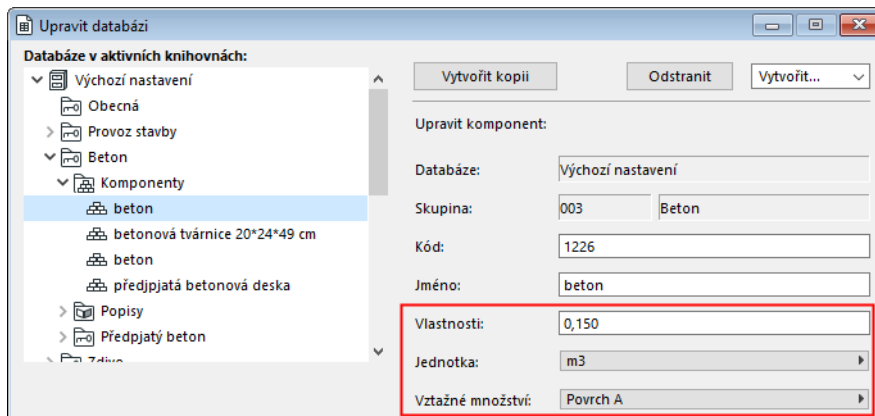 Upravit databázi
Databáze v aktivních knihovnách:
Výchozí nastavení
Obecná
Provoz stavby
Beton
Komponenty
beton
betonová tvárnice 20*24*49 cm
beton
předjpjatá betonová deska
Popisy
Předpjatý beton
Zdivo
Vytvořit kopii
Odstranit
Vytvořit...
Upravit komponent:
Databáze: Výchozí nastavení
Skupina: 003 Beton
Kód: 1226
Jméno: beton
Vlastnosti: 0,150
Jednotka: m3
Vztažné množství: Povrch A